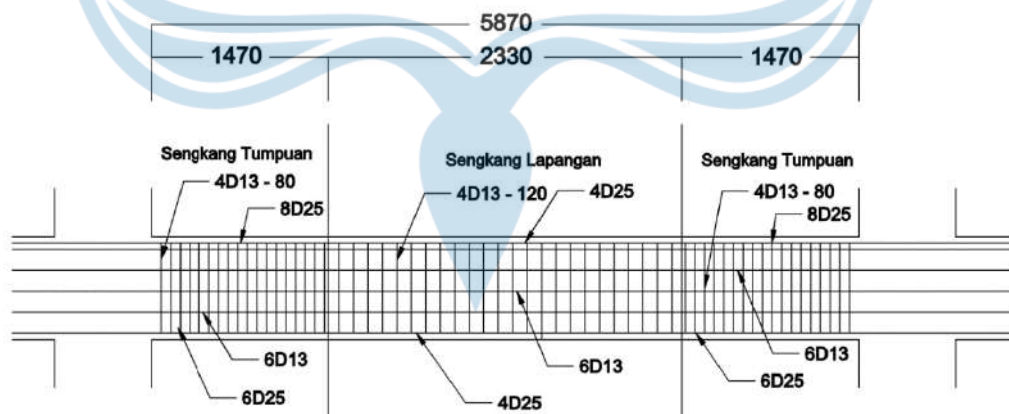 5870
1470 2330 1470
Sengkang Tumpuan Sengkang Lapangan Sengkang Tumpuan
4D13 - 80 4D13 - 120 4D25 4D13 - 80
8D25 8D25
6D13 6D13 6D13
6D25 4D25 6D25